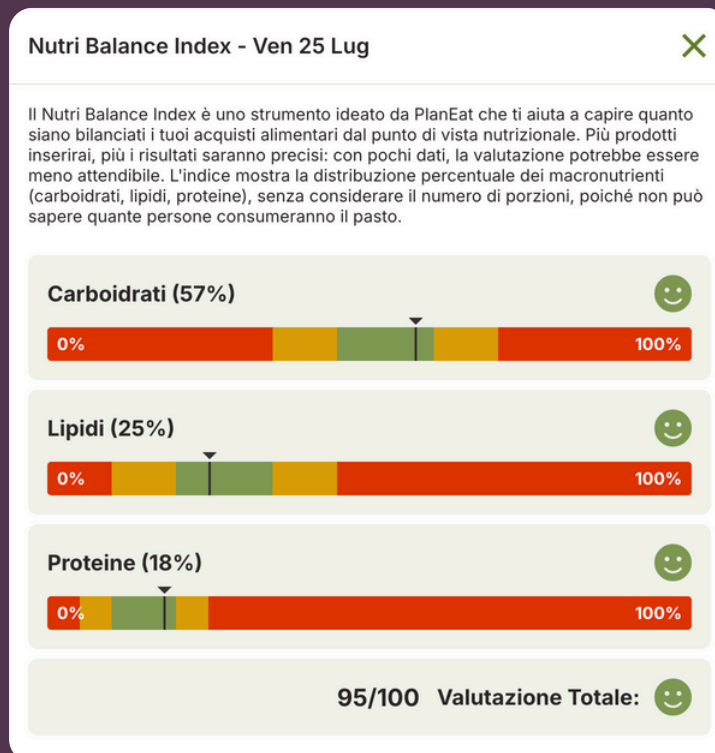 Nutri Balance Index - Ven 25 Lug
Il Nutri Balance Index è uno strumento ideato da PlanEat che ti aiuta a capire quanto
siano bilanciati i tuoi acquisti alimentari dal punto di vista nutrizionale. Più prodotti
inserirai, più i risultati saranno precisi: con pochi dati, la valutazione potrebbe essere
meno attendibile. L'indice mostra la distribuzione percentuale dei macronutrienti
(carboidrati, lipidi, proteine), senza considerare il numero di porzioni, poiché non può
sapere quante persone consumeranno il pasto.
Carboidrati (57%)
0% 100%
Lipidi (25%)
0% 100%
Proteine (18%)
0% 100%
95/100 Valutazione Totale: